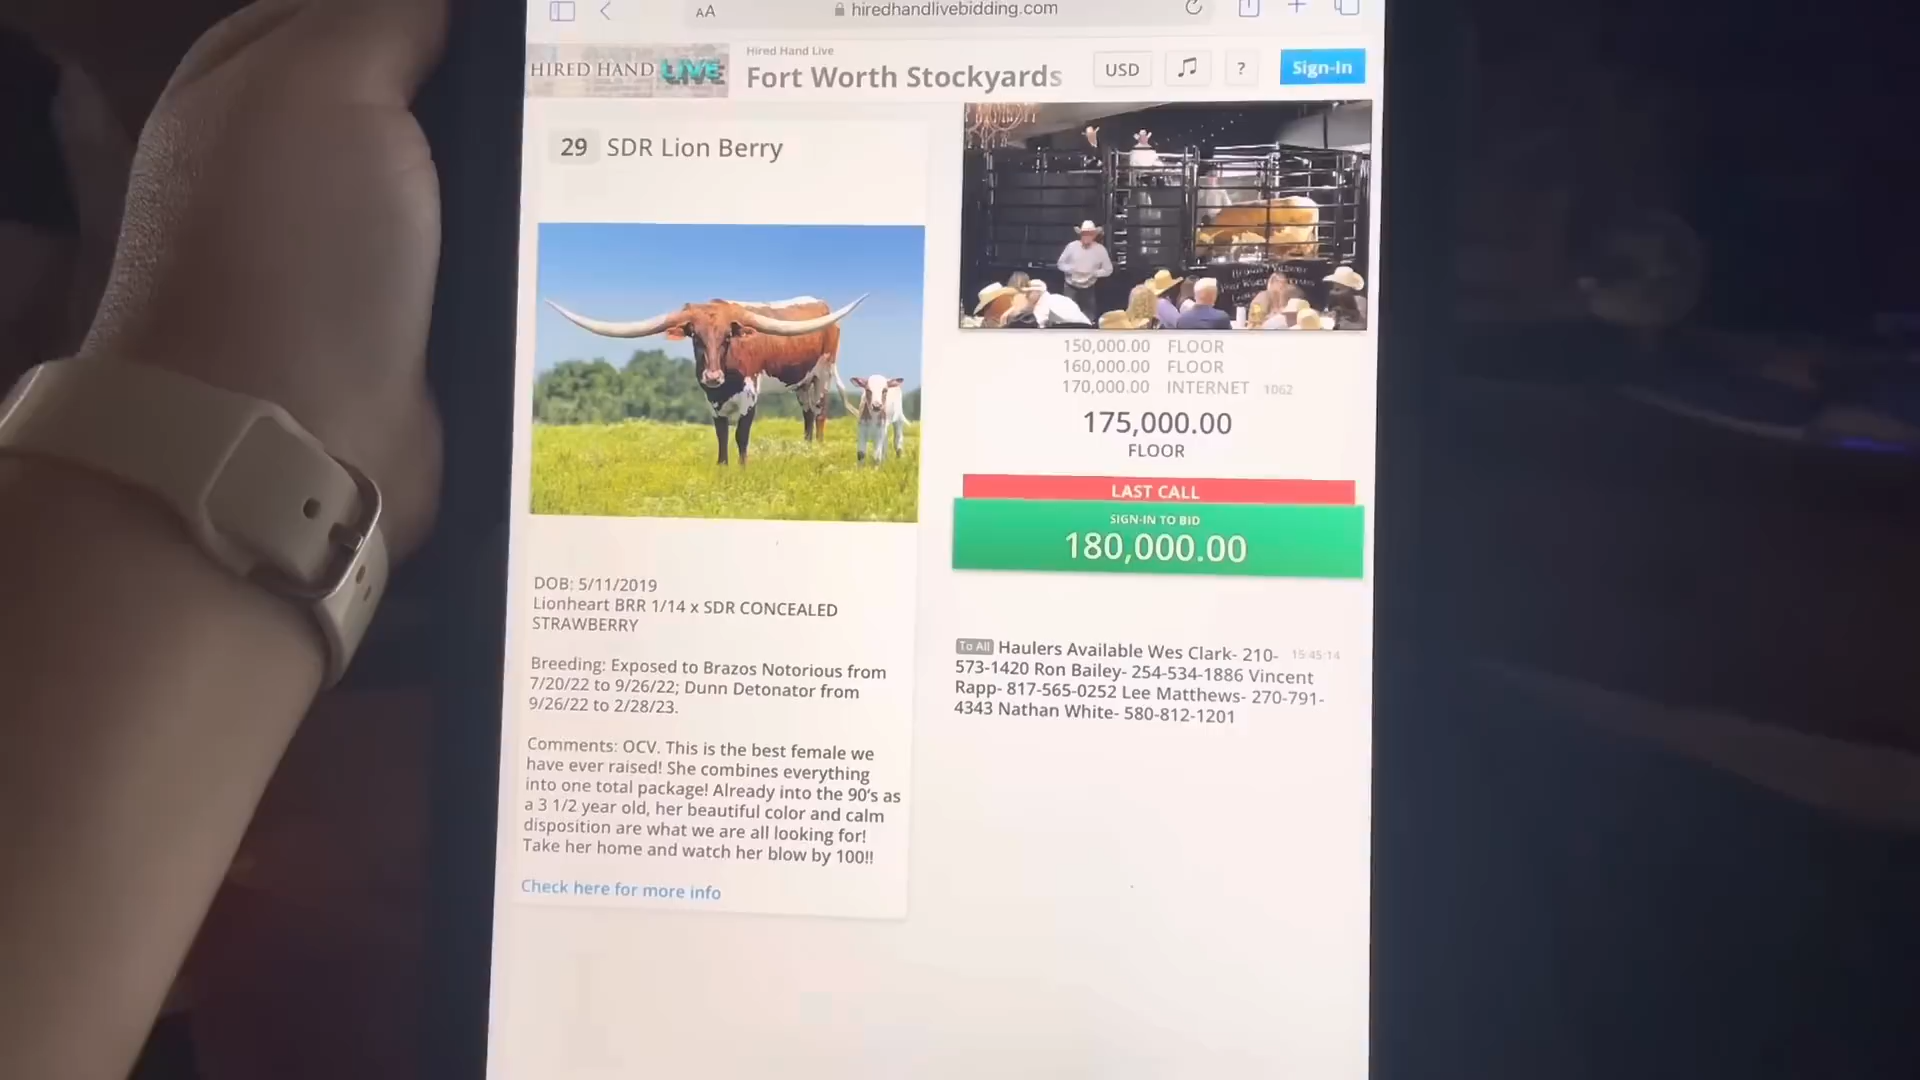 AA
hiredhandlivebidding.com
HIRED HAND LIVE
Hired Hand Live
Fort Worth Stockyards
USD
?
Sign-In
29 SDR Lion Berry
150,000.00 FLOOR
160,000.00 FLOOR
170,000.00 INTERNET 1062
175,000.00
FLOOR
LAST CALL
SIGN-IN TO BID
180,000.00
DOB: 5/11/2019
Lionheart BRR 1/14 x SDR CONCEALED
STRAWBERRY
Breeding: Exposed to Brazos Notorious from
7/20/22 to 9/26/22; Dunn Detonator from
9/26/22 to 2/28/23.
Comments: OCV. This is the best female we
have ever raised! She combines everything
into one total package! Already into the 90's as
a 3 1/2 year old, her beautiful color and calm
disposition are what we are all looking for!
Take her home and watch her blow by 100!!
Check here for more info
To All Haulers Available Wes Clark- 210- 15:45:14
573-1420 Ron Bailey- 254-534-1886 Vincent
Rapp- 817-565-0252 Lee Matthews- 270-791-
4343 Nathan White- 580-812-1201